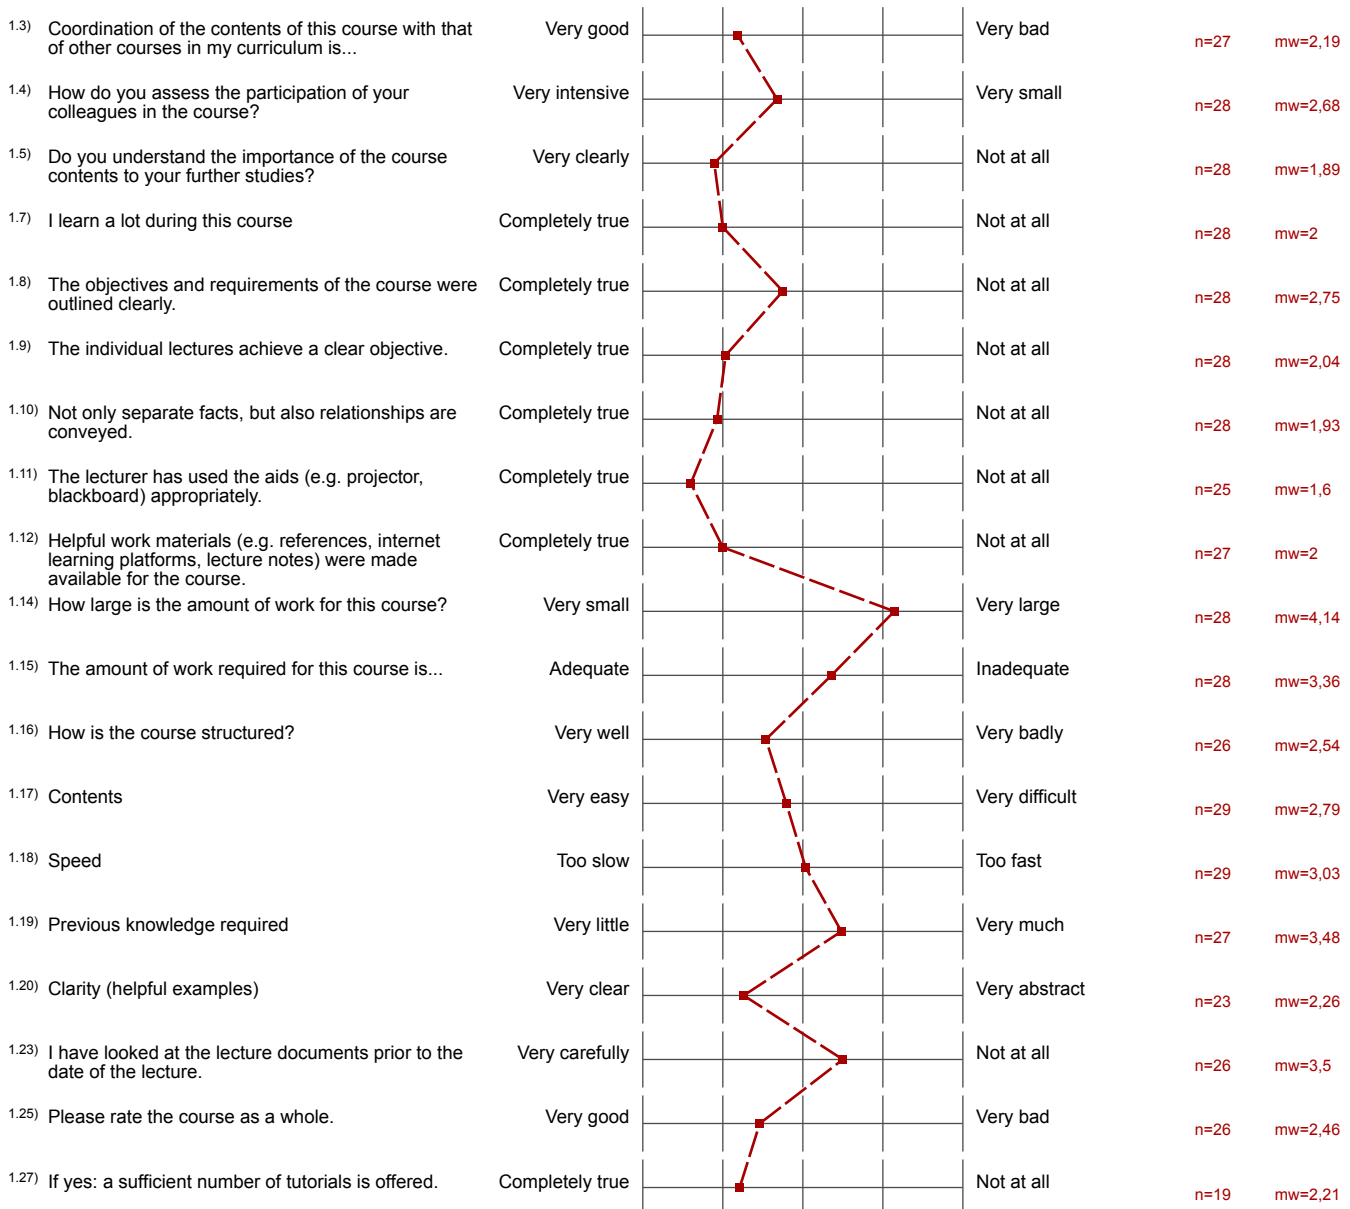 1.3) Coordination of the contents of this course with that Very good Very bad n=27 mw=2,19
of other courses in my curriculum is...
1.4) How do you assess the participation of your Very intensive Very small n=28 mw=2,68
colleagues in the course?
1.5) Do you understand the importance of the course Very clearly Not at all n=28 mw=1,89
contents to your further studies?
1.7) I learn a lot during this course Completely true Not at all n=28 mw=2
1.8) The objectives and requirements of the course were Completely true Not at all n=28 mw=2,75
outlined clearly.
1.9) The individual lectures achieve a clear objective. Completely true Not at all n=28 mw=2,04
1.10) Not only separate facts, but also relationships are Completely true Not at all n=28 mw=1,93
conveyed.
1.11) The lecturer has used the aids (e.g. projector, Completely true Not at all n=25 mw=1,6
blackboard) appropriately.
1.12) Helpful work materials (e.g. references, internet Completely true Not at all n=27 mw=2
learning platforms, lecture notes) were made
available for the course.
1.14) How large is the amount of work for this course? Very small Very large n=28 mw=4,14
1.15) The amount of work required for this course is... Adequate Inadequate n=28 mw=3,36
1.16) How is the course structured? Very well Very badly n=26 mw=2,54
1.17) Contents Very easy Very difficult n=29 mw=2,79
1.18) Speed Too slow Too fast n=29 mw=3,03
1.19) Previous knowledge required Very little Very much n=27 mw=3,48
1.20) Clarity (helpful examples) Very clear Very abstract n=23 mw=2,26
1.23) I have looked at the lecture documents prior to the Very carefully Not at all n=26 mw=3,5
date of the lecture.
1.25) Please rate the course as a whole. Very good Very bad n=26 mw=2,46
1.27) If yes: a sufficient number of tutorials is offered. Completely true Not at all n=19 mw=2,21